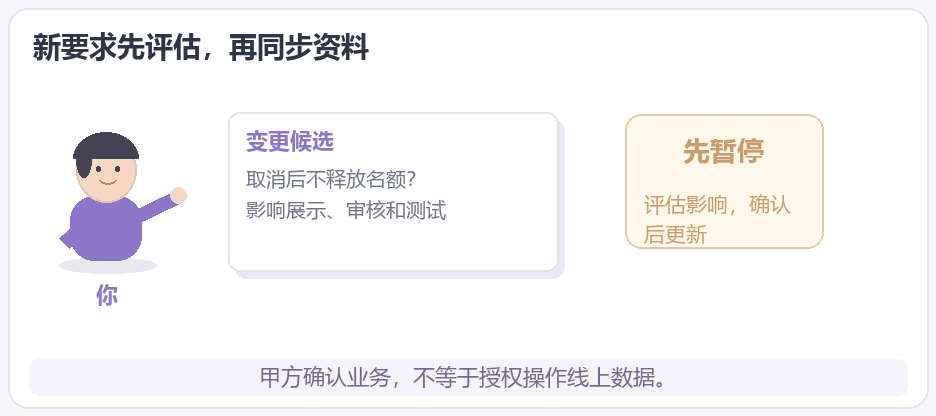 新要求先评估，再同步资料
变更候选
取消后不释放名额？
影响展示、审核和测试
先暂停
评估影响，确认
后更新
你
甲方确认业务，不等于授权操作线上数据。